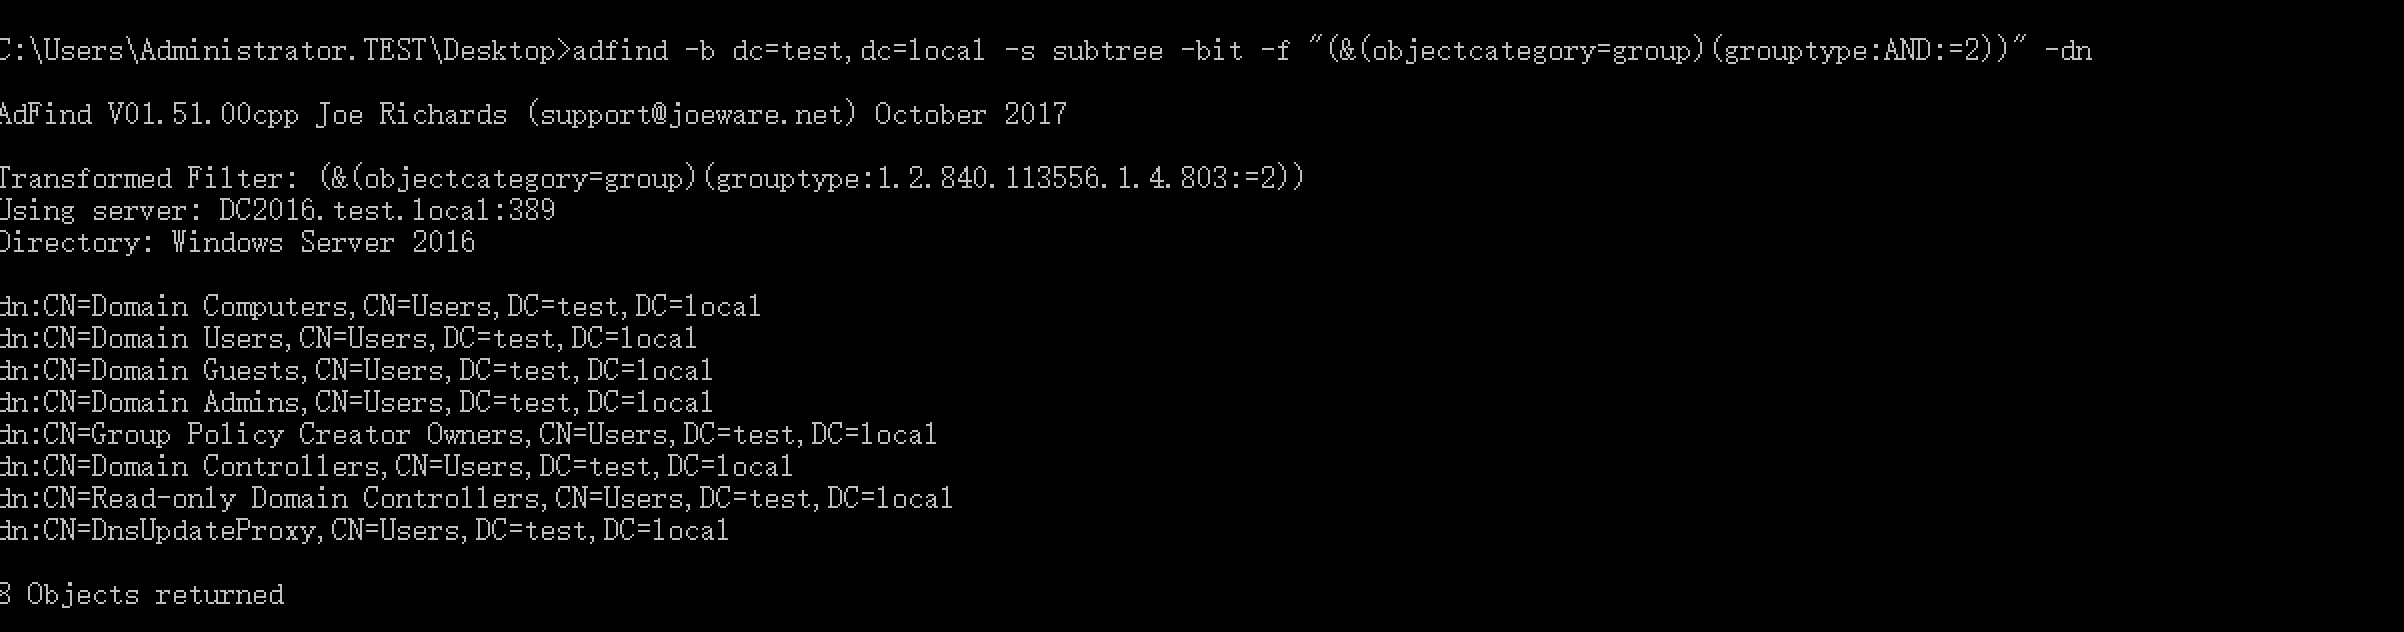 C:\Users\Administrator.TEST\Desktop>adfind -b dc=test,dc=local -s subtree -bit -f "(&(objectcategory=group)(grouptype:AND:=2))" -dn
AdFind V01.51.00cpp Joe Richards (support@joeware.net) October 2017
Transformed Filter: (&(objectcategory=group)(grouptype:1.2.840.113556.1.4.803:=2))
Using server: DC2016.test.local:389
Directory: Windows Server 2016
dn:CN=Domain Computers,CN=Users,DC=test,DC=local
dn:CN=Domain Users,CN=Users,DC=test,DC=local
dn:CN=Domain Guests,CN=Users,DC=test,DC=local
dn:CN=Domain Admins,CN=Users,DC=test,DC=local
dn:CN=Group Policy Creator Owners,CN=Users,DC=test,DC=local
dn:CN=Domain Controllers,CN=Users,DC=test,DC=local
dn:CN=Read-only Domain Controllers,CN=Users,DC=test,DC=local
dn:CN=DnsUpdateProxy,CN=Users,DC=test,DC=local
8 Objects returned